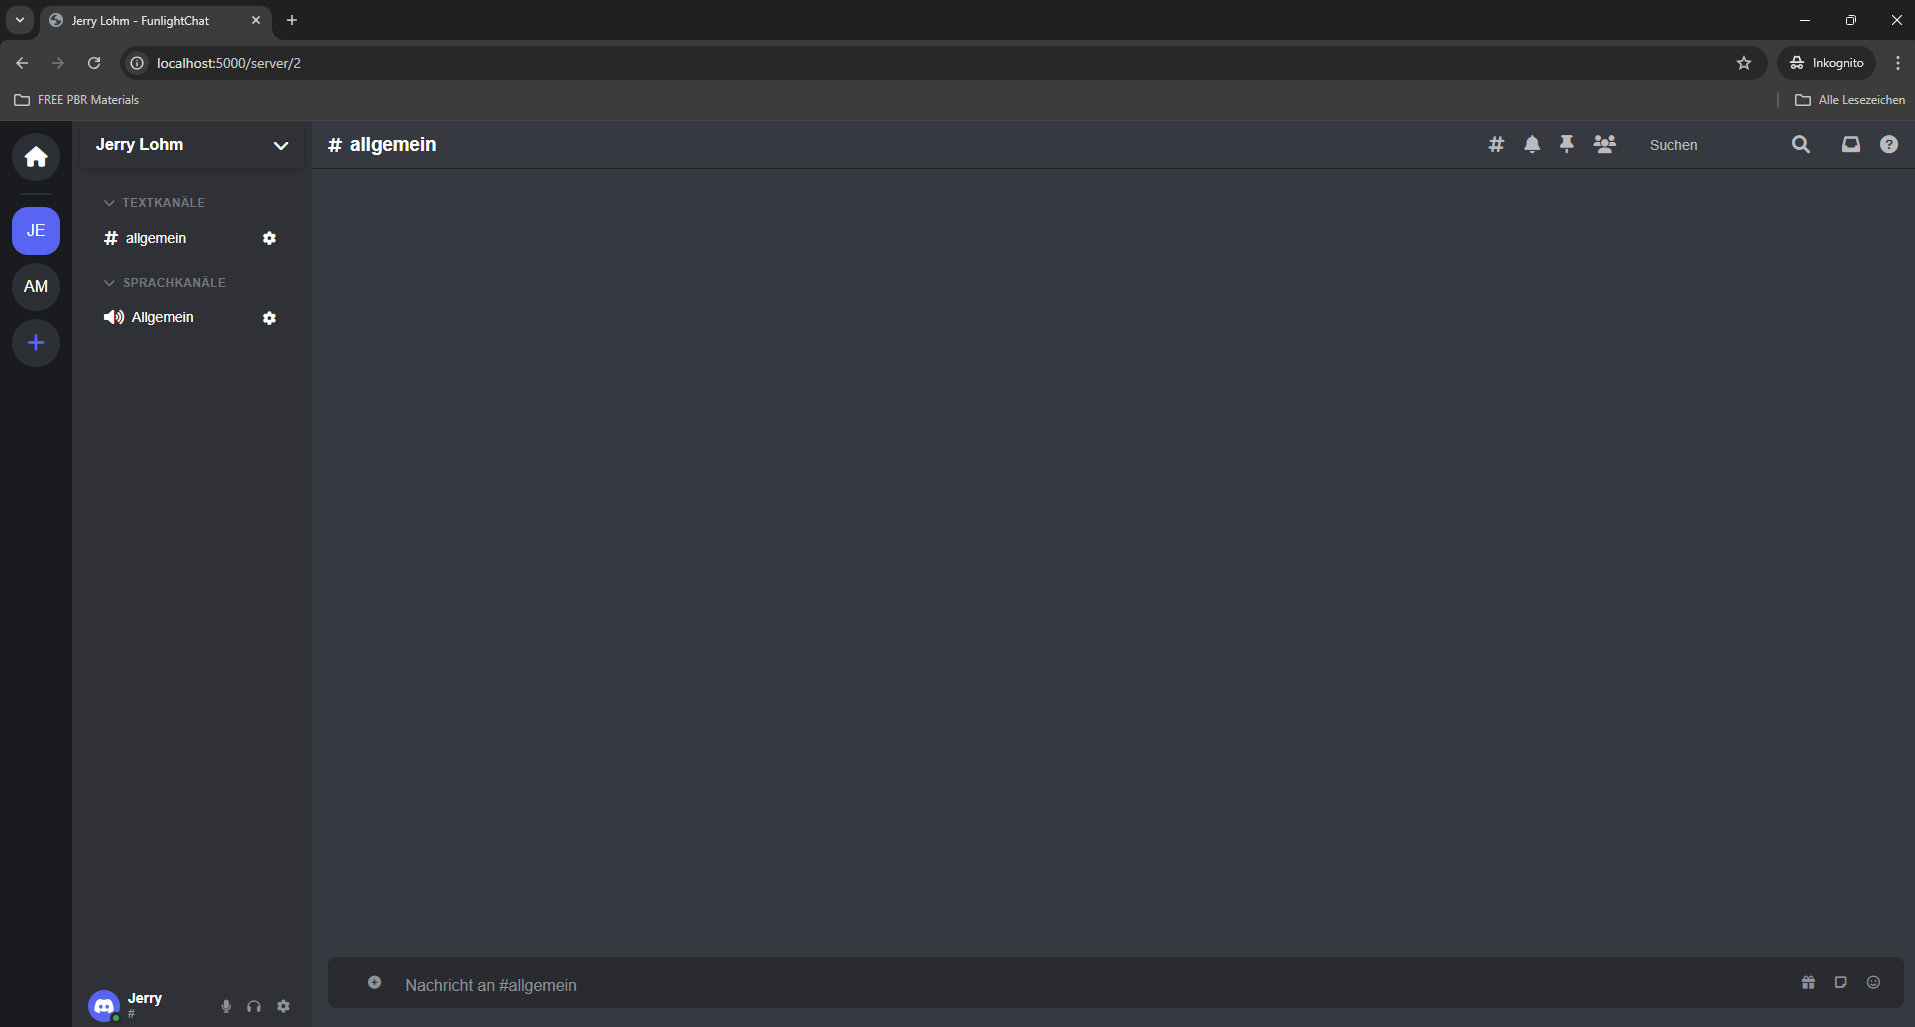 Jerry Lohm - FunlightChat
localhost:5000/server/2
Inkognito
FREE PBR Materials
Alle Lesezeichen
Jerry Lohm
# allgemein
Suchen
TEXTKANÄLE
JE
# allgemein
SPRACHKANÄLE
AM
Allgemein
+
Nachricht an #allgemein
Jerry
#